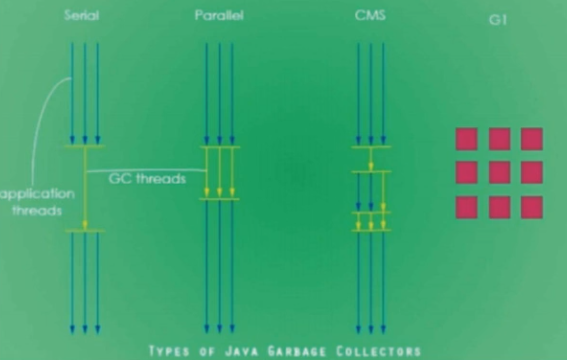 Serial
Parallel
CMS
G1
GC threads
application
threads
TYPES OF JAVA GARBAGE COLLECTORS